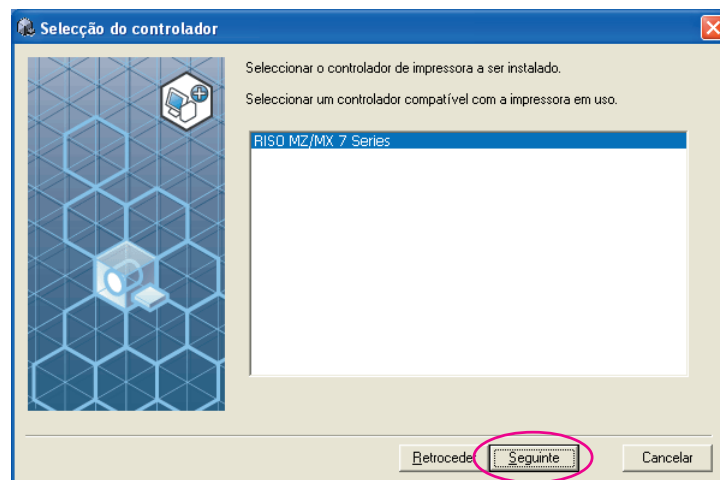 Selecção do controlador
Seleccionar o controlador de impressora a ser instalado.
Seleccionar um controlador compatível com a impressora em uso.
RISO MZ/MX 7 Series
Retroceder Seguinte Cancelar